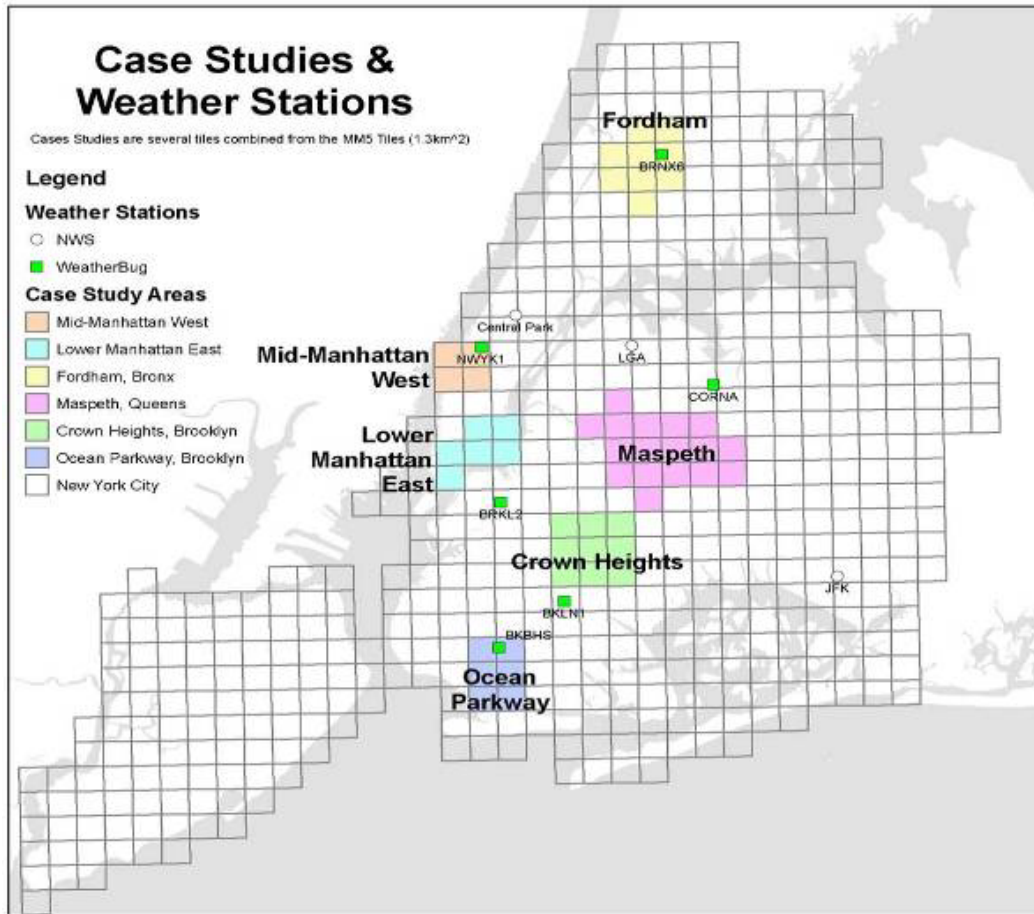 Case Studies &
Weather Stations
Cases Studies are several tiles combined from the MM5 Tiles (1.3km^2)
Legend
Weather Stations
NWS
WeatherBug
Case Study Areas
Mid-Manhattan West
Lower Manhattan East
Fordham, Bronx
Maspeth, Queens
Crown Heights, Brooklyn
Ocean Parkway, Brooklyn
New York City
Fordham
BRNX6
Central Park
Mid-Manhattan
West
NWYK1
LGA
CORNA
Lower
Manhattan
East
Maspeth
BRKL2
Crown Heights
JFK
BKLN1
BKBHS
Ocean
Parkway